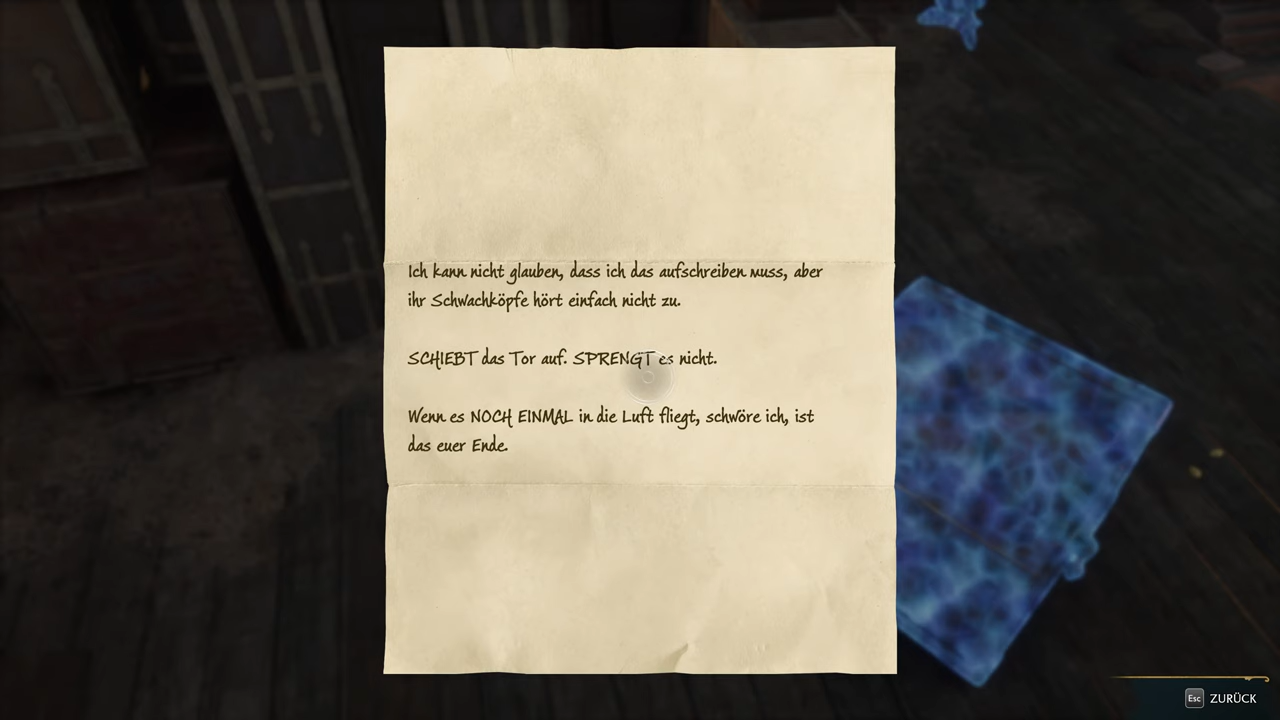 Ich kann nicht glauben, dass ich das aufschreiben muss, aber
ihr Schwachköpfe hört einfach nicht zu.
SCHIEBT das Tor auf. SPRENGT es nicht.
Wenn es NOCH EINMAL in die Luft fliegt, schwöre ich, ist
das euer Ende.
Esc ZURÜCK